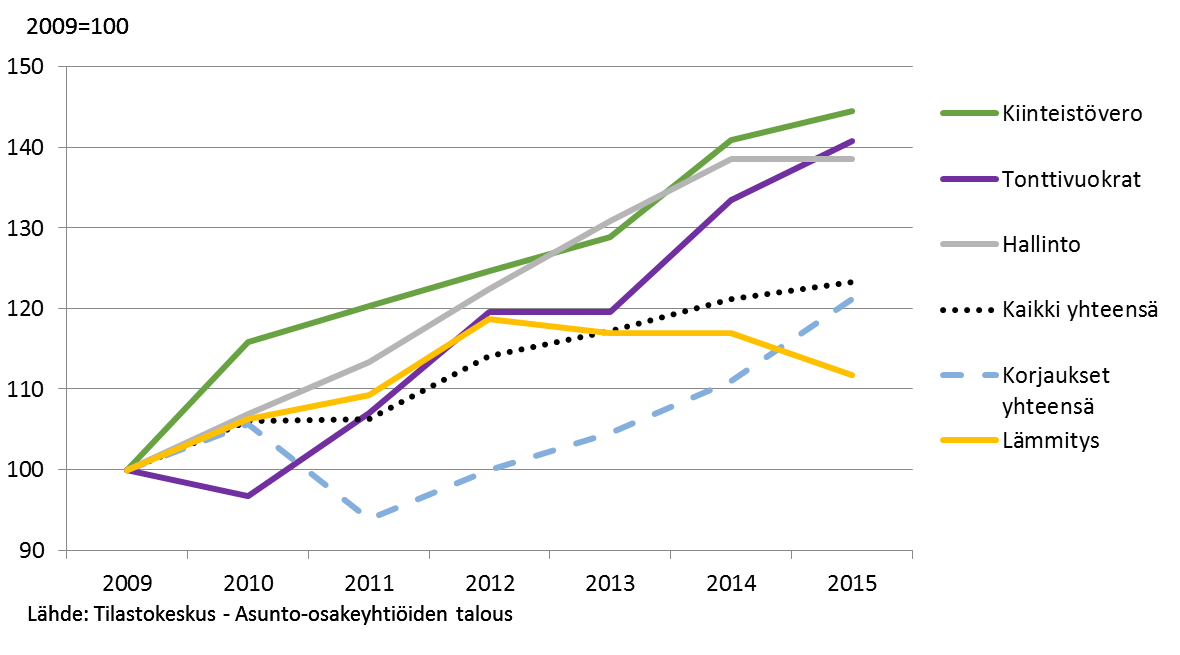 2009=100
150
140
130
120
110
100
90
2009 2010 2011 2012 2013 2014 2015
Kiinteistövero
Tonttivuokrat
Hallinto
Kaikki yhteensä
Korjaukset
yhteensä
Lämmitys
Lähde: Tilastokeskus - Asunto-osakeyhtiöiden talous